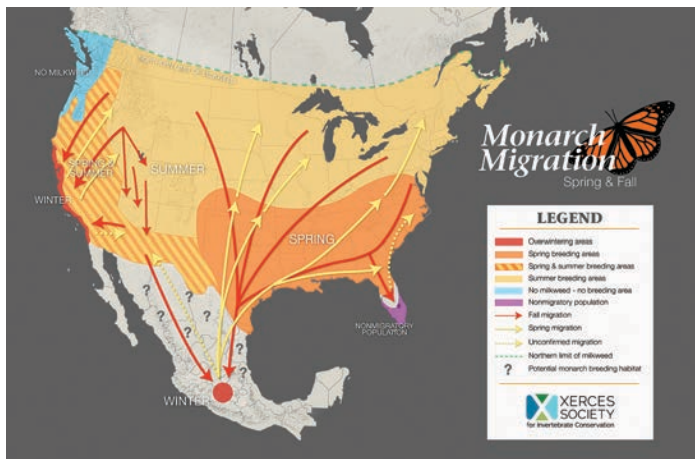 NO MILKWEED
SPRING &
SUMMER
SUMMER
WINTER
SPRING
NONMIGRATORY
POPULATION
WINTER
?
?
?
?
?
?
?
?
Monarch
Migration
Spring & Fall
LEGEND
Overwintering areas
Spring breeding areas
Spring & summer breeding areas
Summer breeding areas
No milkweed - no breeding area
Nonmigratory population
Fall migration
Spring migration
Unconfirmed migration
Northern limit of milkweed
? Potential monarch breeding habitat
XERCES
SOCIETY
for Invertebrate Conservation